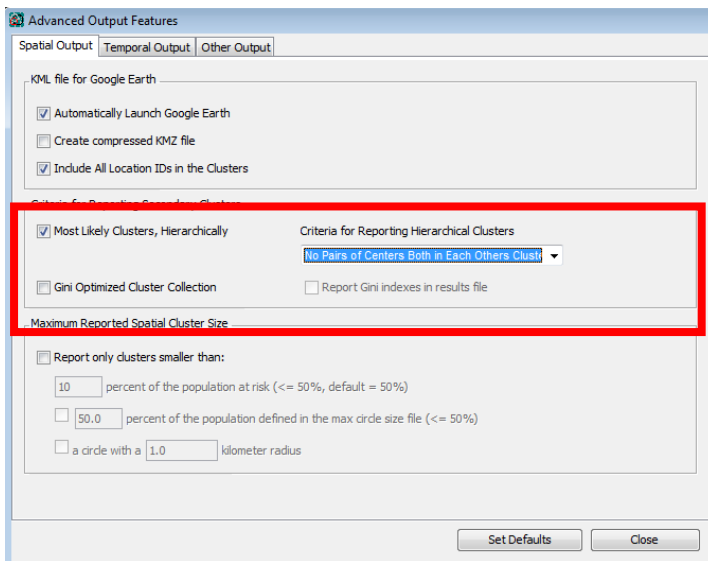 Advanced Output Features
Spatial Output Temporal Output Other Output
KML file for Google Earth
Automatically Launch Google Earth
Create compressed KMZ file
Include All Location IDs in the Clusters
Criteria for Reporting Secondary Clusters
Most Likely Clusters, Hierarchically Criteria for Reporting Hierarchical Clusters
No Pairs of Centers Both in Each Others Cluste
Gini Optimized Cluster Collection Report Gini indexes in results file
Maximum Reported Spatial Cluster Size
Report only clusters smaller than:
10 percent of the population at risk (<= 50%, default = 50%)
50.0 percent of the population defined in the max circle size file (<= 50%)
a circle with a 1.0 kilometer radius
Set Defaults Close